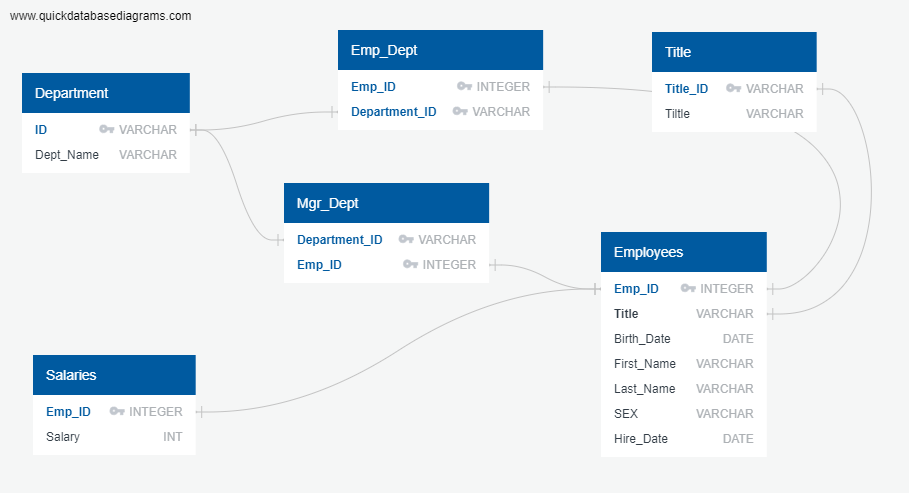 www.quickdatabasediagrams.com
Department
ID VARCHAR
Dept_Name VARCHAR
Emp_Dept
Emp_ID INTEGER
Department_ID VARCHAR
Title
Title_ID VARCHAR
Tiltle VARCHAR
Mgr_Dept
Department_ID VARCHAR
Emp_ID INTEGER
Employees
Emp_ID INTEGER
Title VARCHAR
Birth_Date DATE
First_Name VARCHAR
Last_Name VARCHAR
SEX VARCHAR
Hire_Date DATE
Salaries
Emp_ID INTEGER
Salary INT